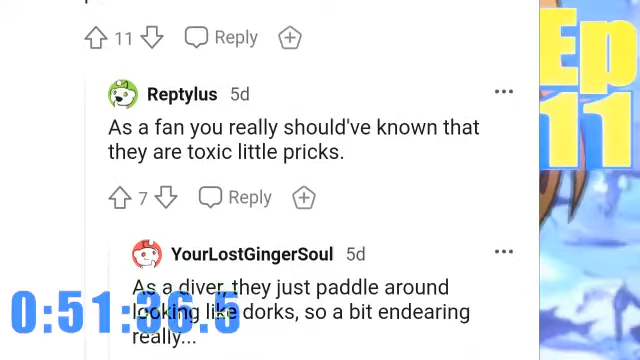 11 Reply
Reptylus 5d
As a fan you really should've known that
they are toxic little pricks.
7 Reply
YourLostGingerSoul 5d
As a diver, they just paddle around
looking like dorks, so a bit endearing
really...
0:51:36.5
Ep
11